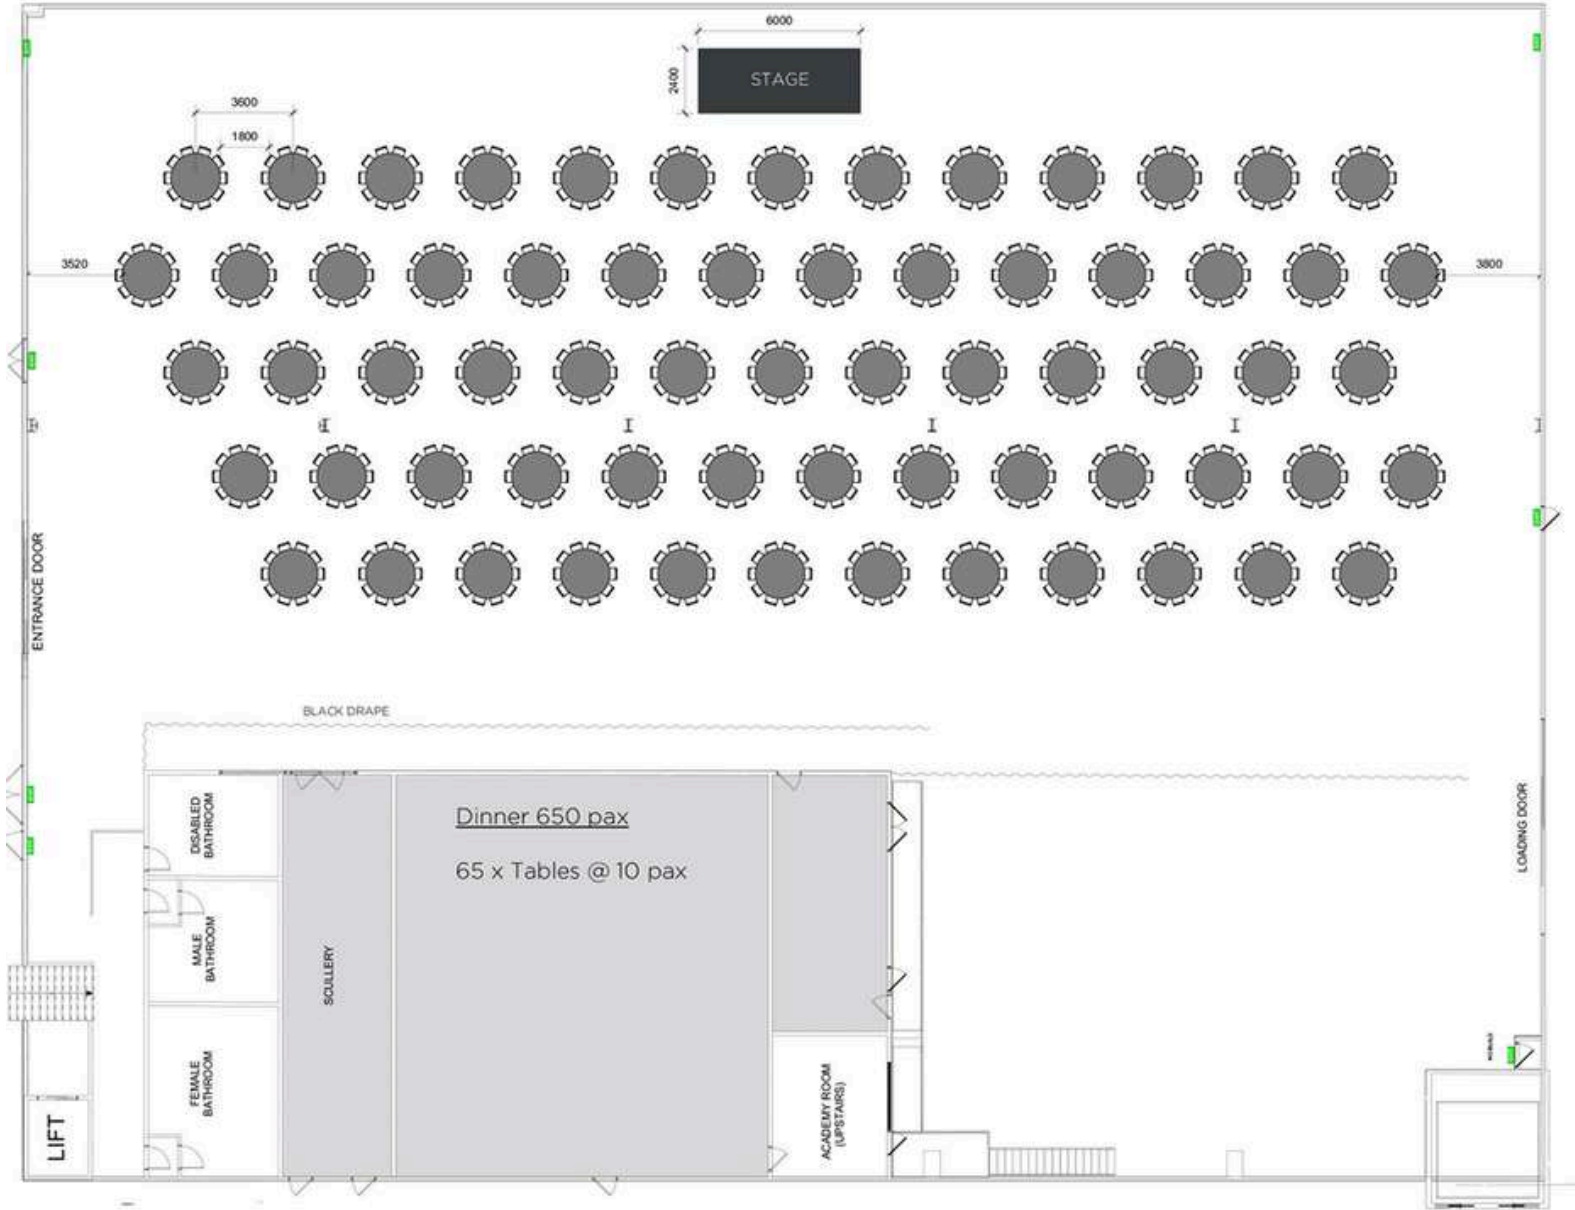 6000
2400
STAGE
3600
1800
3520
3800
ENTRANCE DOOR
BLACK DRAPE
DISABLED
BATHROOM
Dinner 650 pax
65 x Tables @ 10 pax
LOADING DOOR
MALE
BATHROOM
SCULLERY
FEMALE
BATHROOM
ACADEMY ROOM
(UPSTAIRS)
LIFT